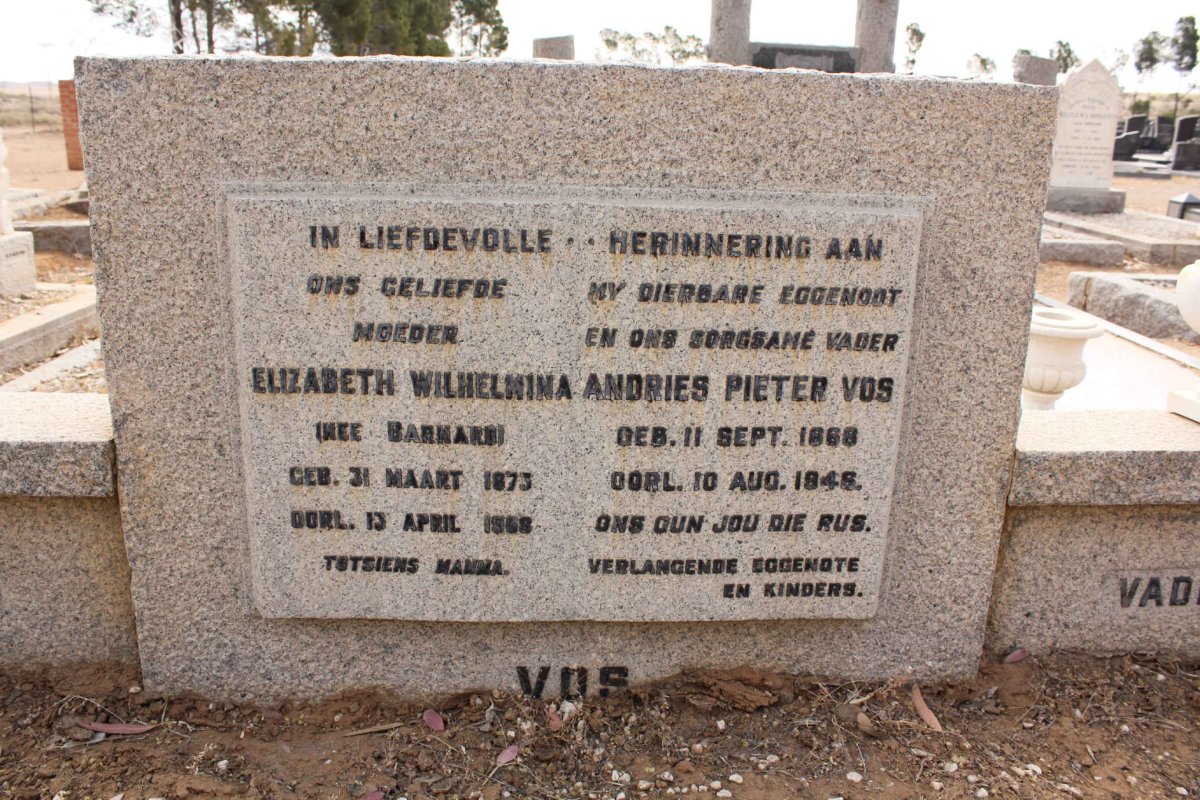 IN LIEFDEVOLLE .. HERINNERING AAN
ONS GELIEFDE
MOEDER
ELIZABETH WILHELMINA
(NEE BARNARD)
GEB. 31 MAART 1873
OORL. 13 APRIL 1968
TOTSIENS MAMMA.
MY DIERBARE EGGENOOT
EN ONS SORGSAME VADER
ANDRIES PIETER VOS
GEB. 11 SEPT. 1868
OORL. 10 AUG. 1946.
ONS GUN JOU DIE RUS.
VERLANGENDE EGGENOTE
EN KINDERS.
VOS